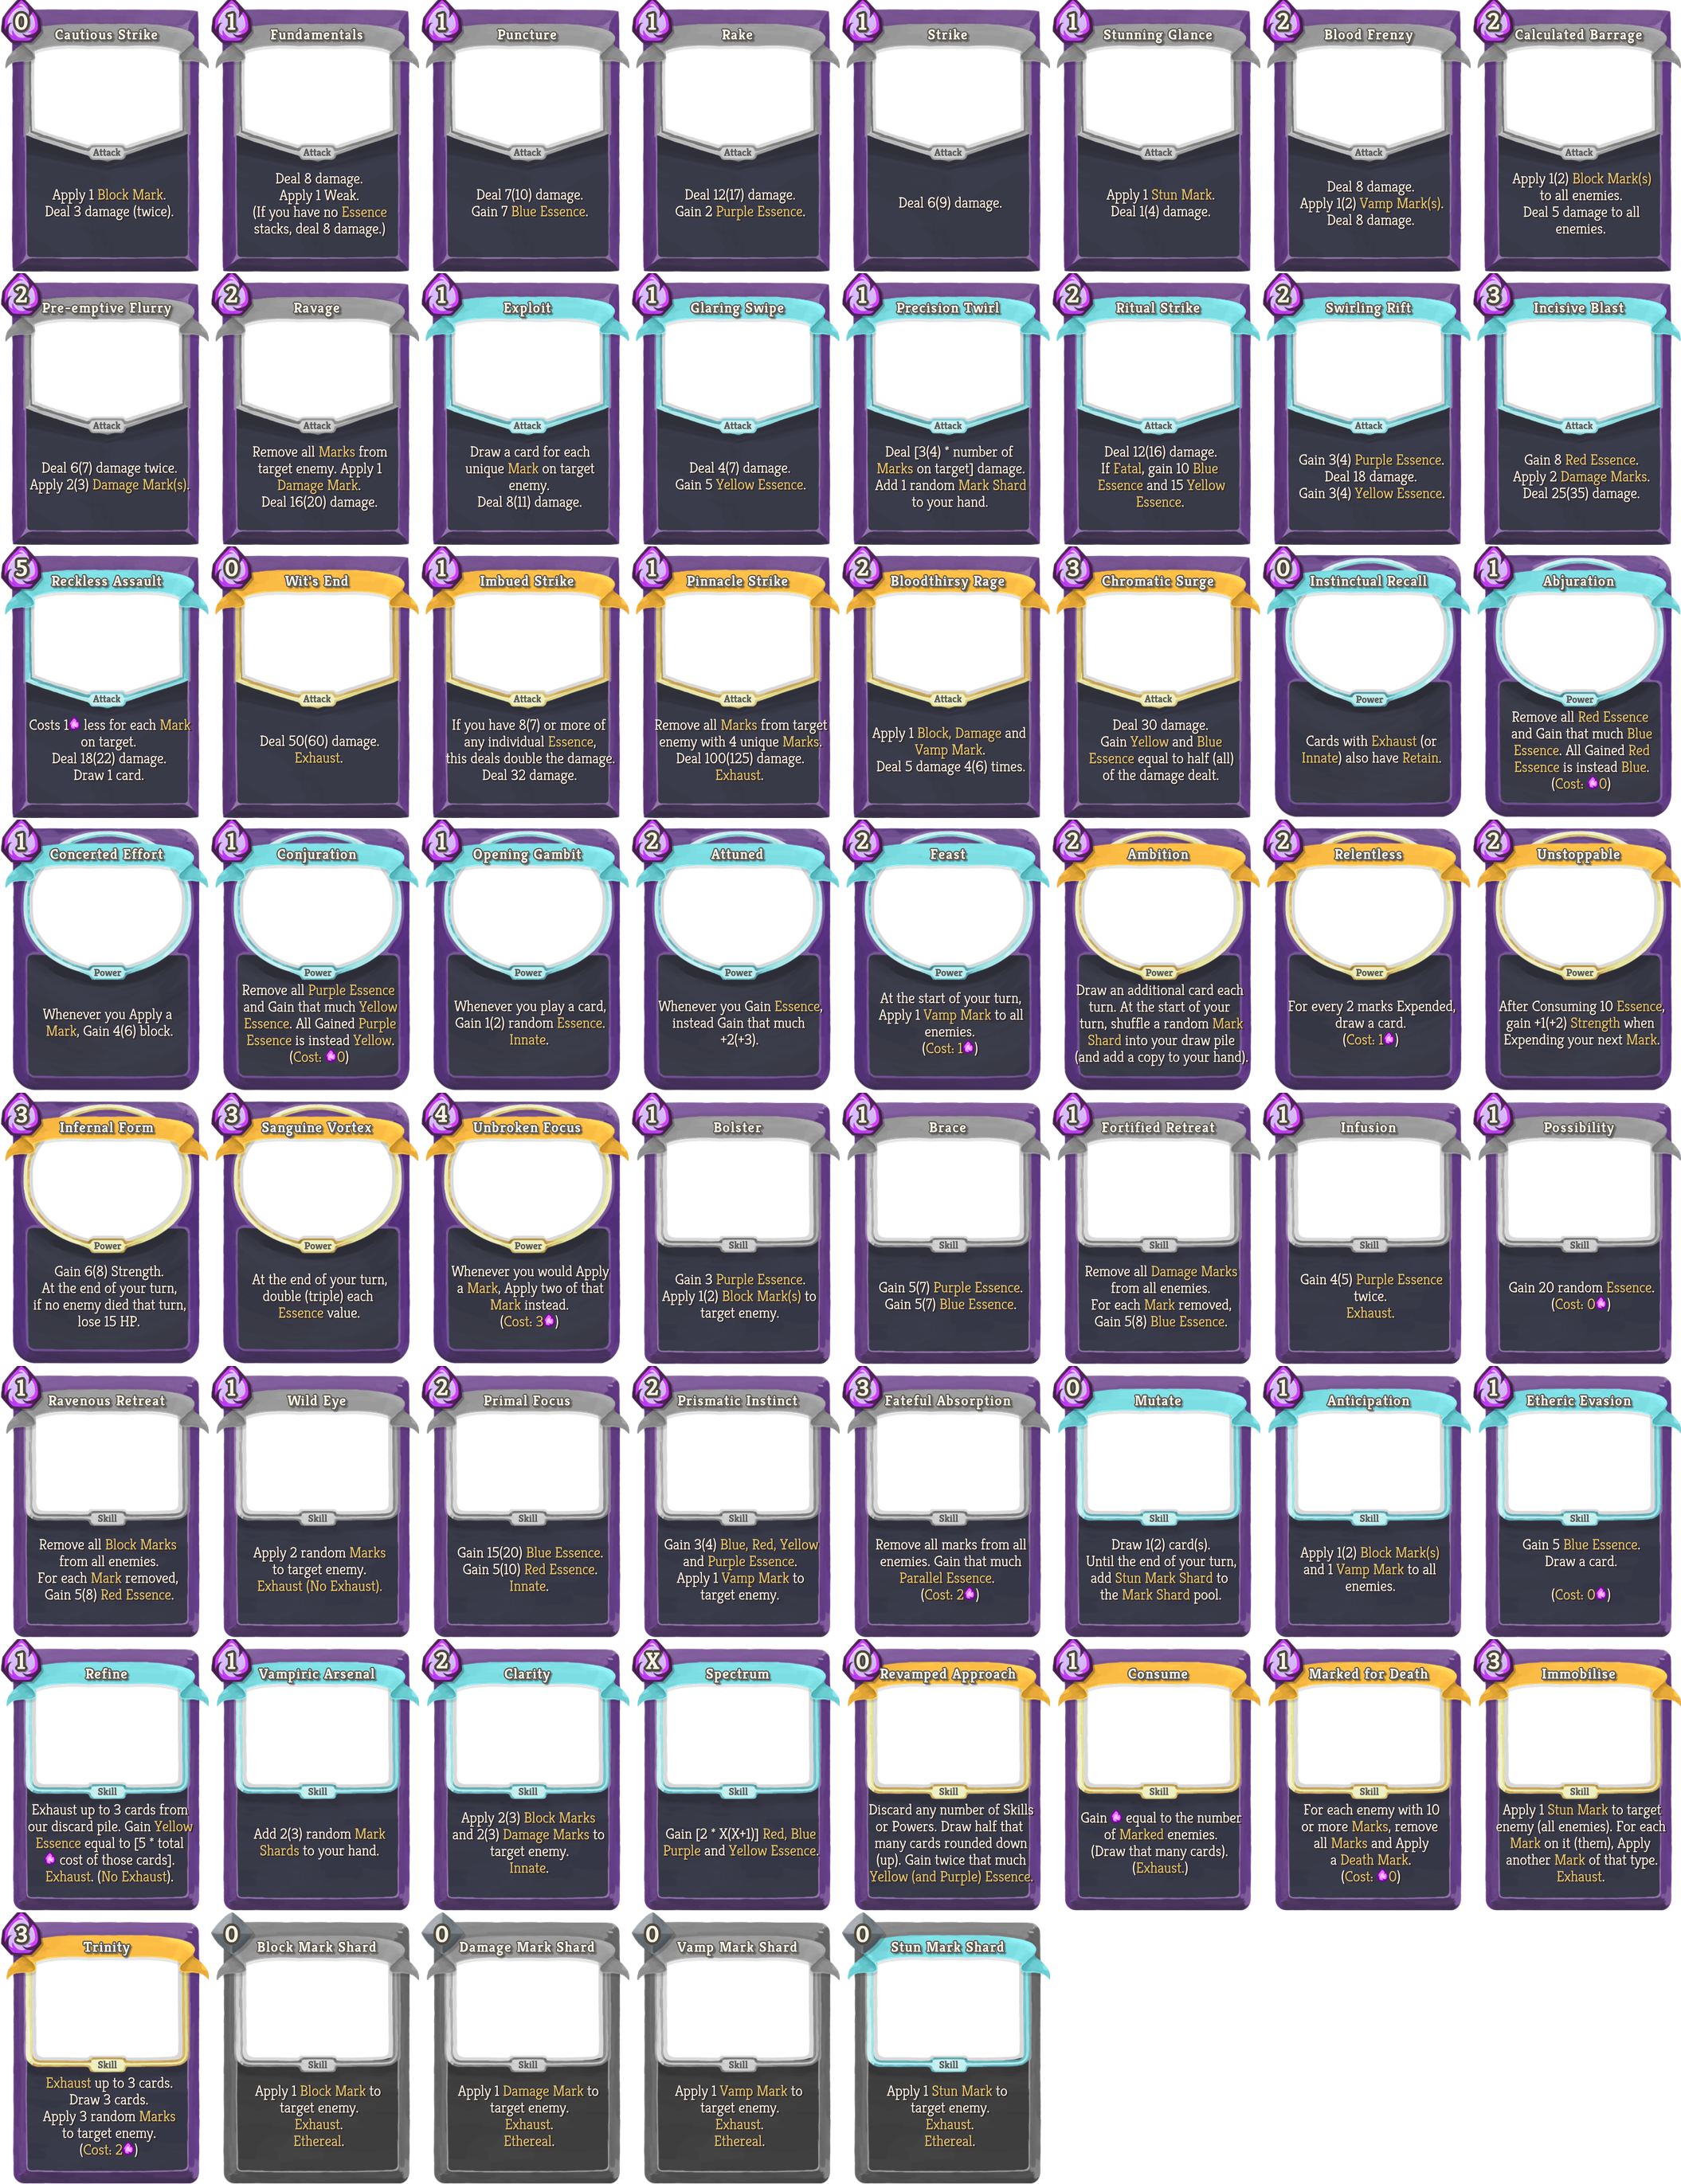 0
Cautious Strike
Attack
Apply 1 Block Mark.
Deal 3 damage (twice).
1
Fundamentals
Attack
Deal 8 damage.
Apply 1 Weak.
(If you have no Essence
stacks, deal 8 damage.)
1
Puncture
Attack
Deal 7(10) damage.
Gain 7 Blue Essence.
1
Rake
Attack
Deal 12(17) damage.
Gain 2 Purple Essence.
1
Strike
Attack
Deal 6(9) damage.
1
Stunning Glance
Attack
Apply 1 Stun Mark.
Deal 1(4) damage.
2
Blood Frenzy
Attack
Deal 8 damage.
Apply 1(2) Vamp Mark(s).
Deal 8 damage.
2
Calculated Barrage
Attack
Apply 1(2) Block Mark(s)
to all enemies.
Deal 5 damage to all
enemies.
2
Pre-emptive Flurry
Attack
Deal 6(7) damage twice.
Apply 2(3) Damage Mark(s).
2
Ravage
Attack
Remove all Marks from
target enemy. Apply 1
Damage Mark.
Deal 16(20) damage.
1
Exploit
Attack
Draw a card for each
unique Mark on target
enemy.
Deal 8(11) damage.
1
Glaring Swipe
Attack
Deal 4(7) damage.
Gain 5 Yellow Essence.
1
Precision Twirl
Attack
Deal [3(4) * number of
Marks on target] damage.
Add 1 random Mark Shard
to your hand.
2
Ritual Strike
Attack
Deal 12(16) damage.
If Fatal, gain 10 Blue
Essence and 15 Yellow
Essence.
2
Swirling Rift
Attack
Gain 3(4) Purple Essence.
Deal 18 damage.
Gain 3(4) Yellow Essence.
3
Incisive Blast
Attack
Gain 8 Red Essence.
Apply 2 Damage Marks.
Deal 25(35) damage.
5
Reckless Assault
Attack
Costs 1 less for each Mark
on target.
Deal 18(22) damage.
Draw 1 card.
0
Wit's End
Attack
Deal 50(60) damage.
Exhaust.
1
Imbued Strike
Attack
If you have 8(7) or more of
any individual Essence,
this deals double the damage.
Deal 32 damage.
1
Pinnacle Strike
Attack
Remove all Marks from target
enemy with 4 unique Marks.
Deal 100(125) damage.
Exhaust.
2
Bloodthirsy Rage
Attack
Apply 1 Block, Damage and
Vamp Mark.
Deal 5 damage 4(6) times.
3
Chromatic Surge
Attack
Deal 30 damage.
Gain Yellow and Blue
Essence equal to half (all)
of the damage dealt.
0
Instinctual Recall
Power
Cards with Exhaust (or
Innate) also have Retain.
1
Abjuration
Power
Remove all Red Essence
and Gain that much Blue
Essence. All Gained Red
Essence is instead Blue.
(Cost: 0)
1
Concerted Effort
Power
Whenever you Apply a
Mark, Gain 4(6) block.
1
Conjuration
Power
Remove all Purple Essence
and Gain that much Yellow
Essence. All Gained Purple
Essence is instead Yellow.
(Cost: 0)
1
Opening Gambit
Power
Whenever you play a card,
Gain 1(2) random Essence.
Innate.
2
Attuned
Power
Whenever you Gain Essence,
instead Gain that much
+2(+3).
2
Feast
Power
At the start of your turn,
Apply 1 Vamp Mark to all
enemies.
(Cost: 1)
2
Ambition
Power
Draw an additional card each
turn. At the start of your
turn, shuffle a random Mark
Shard into your draw pile
(and add a copy to your hand).
2
Relentless
Power
For every 2 marks Expended,
draw a card.
(Cost: 1)
2
Unstoppable
Power
After Consuming 10 Essence,
gain +1(+2) Strength when
Expending your next Mark.
3
Infernal Form
Power
Gain 6(8) Strength.
At the end of your turn,
if no enemy died that turn,
lose 15 HP.
3
Sanguine Vortex
Power
At the end of your turn,
double (triple) each
Essence value.
4
Unbroken Focus
Power
Whenever you would Apply
a Mark, Apply two of that
Mark instead.
(Cost: 3)
1
Bolster
Skill
Gain 3 Purple Essence.
Apply 1(2) Block Mark(s) to
target enemy.
1
Brace
Skill
Gain 5(7) Purple Essence.
Gain 5(7) Blue Essence.
1
Fortified Retreat
Skill
Remove all Damage Marks
from all enemies.
For each Mark removed,
Gain 5(8) Blue Essence.
1
Infusion
Skill
Gain 4(5) Purple Essence
twice.
Exhaust.
1
Possibility
Skill
Gain 20 random Essence.
(Cost: 0)
1
Ravenous Retreat
Skill
Remove all Block Marks
from all enemies.
For each Mark removed,
Gain 5(8) Red Essence.
1
Wild Eye
Skill
Apply 2 random Marks
to target enemy.
Exhaust (No Exhaust).
2
Primal Focus
Skill
Gain 15(20) Blue Essence.
Gain 5(10) Red Essence.
Innate.
2
Prismatic Instinct
Skill
Gain 3(4) Blue, Red, Yellow
and Purple Essence.
Apply 1 Vamp Mark to
target enemy.
3
Fateful Absorption
Skill
Remove all marks from all
enemies. Gain that much
Parallel Essence.
(Cost: 2)
0
Mutate
Skill
Draw 1(2) card(s).
Until the end of your turn,
add Stun Mark Shard to
the Mark Shard pool.
1
Anticipation
Skill
Apply 1(2) Block Mark(s)
and 1 Vamp Mark to all
enemies.
1
Etheric Evasion
Skill
Gain 5 Blue Essence.
Draw a card.
(Cost: 0)
1
Refine
Skill
Exhaust up to 3 cards from
our discard pile. Gain Yellow
Essence equal to [5 * total
cost of those cards].
Exhaust. (No Exhaust).
1
Vampiric Arsenal
Skill
Add 2(3) random Mark
Shards to your hand.
2
Clarity
Skill
Apply 2(3) Block Marks
and 2(3) Damage Marks to
target enemy.
Innate.
X
Spectrum
Skill
Gain [2 * X(X+1)] Red, Blue
Purple and Yellow Essence.
0
Revamped Approach
Skill
Discard any number of Skills
or Powers. Draw half that
many cards rounded down
(up). Gain twice that much
Yellow (and Purple) Essence.
1
Consume
Skill
Gain equal to the number
of Marked enemies.
(Draw that many cards).
(Exhaust.)
1
Marked for Death
Skill
For each enemy with 10
or more Marks, remove
all Marks and Apply
a Death Mark.
(Cost: 0)
3
Immobilise
Skill
Apply 1 Stun Mark to target
enemy (all enemies). For each
Mark on it (them), Apply
another Mark of that type.
Exhaust.
3
Trinity
Skill
Exhaust up to 3 cards.
Draw 3 cards.
Apply 3 random Marks
to target enemy.
(Cost: 2)
0
Block Mark Shard
Skill
Apply 1 Block Mark to
target enemy.
Exhaust.
Ethereal.
0
Damage Mark Shard
Skill
Apply 1 Damage Mark to
target enemy.
Exhaust.
Ethereal.
0
Vamp Mark Shard
Skill
Apply 1 Vamp Mark to
target enemy.
Exhaust.
Ethereal.
0
Stun Mark Shard
Skill
Apply 1 Stun Mark to
target enemy.
Exhaust.
Ethereal.